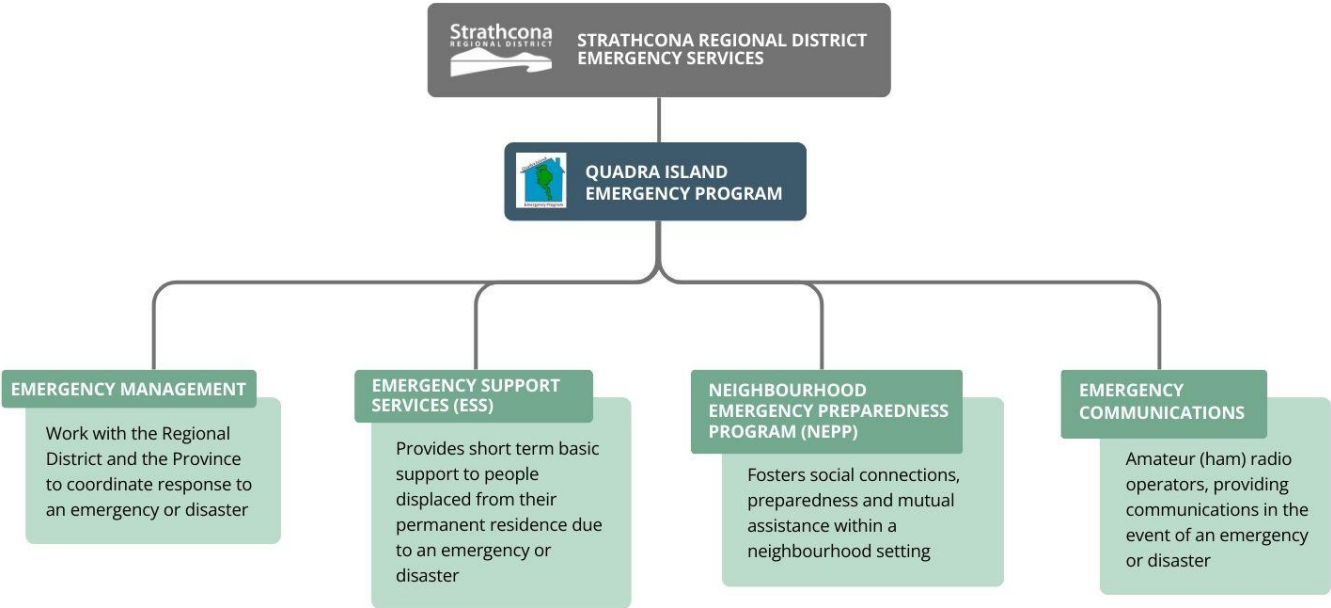 Strathcona
REGIONAL DISTRICT
STRATHCONA REGIONAL DISTRICT
EMERGENCY SERVICES
Emergency Program
QUADRA ISLAND
EMERGENCY PROGRAM
EMERGENCY MANAGEMENT
Work with the Regional
District and the Province
to coordinate response to
an emergency or disaster
EMERGENCY SUPPORT
SERVICES (ESS)
Provides short term basic
support to people
displaced from their
permanent residence due
to an emergency or
disaster
NEIGHBOURHOOD
EMERGENCY PREPAREDNESS
PROGRAM (NEPP)
Fosters social connections,
preparedness and mutual
assistance within a
neighbourhood setting
EMERGENCY
COMMUNICATIONS
Amateur (ham) radio
operators, providing
communications in the
event of an emergency
or disaster